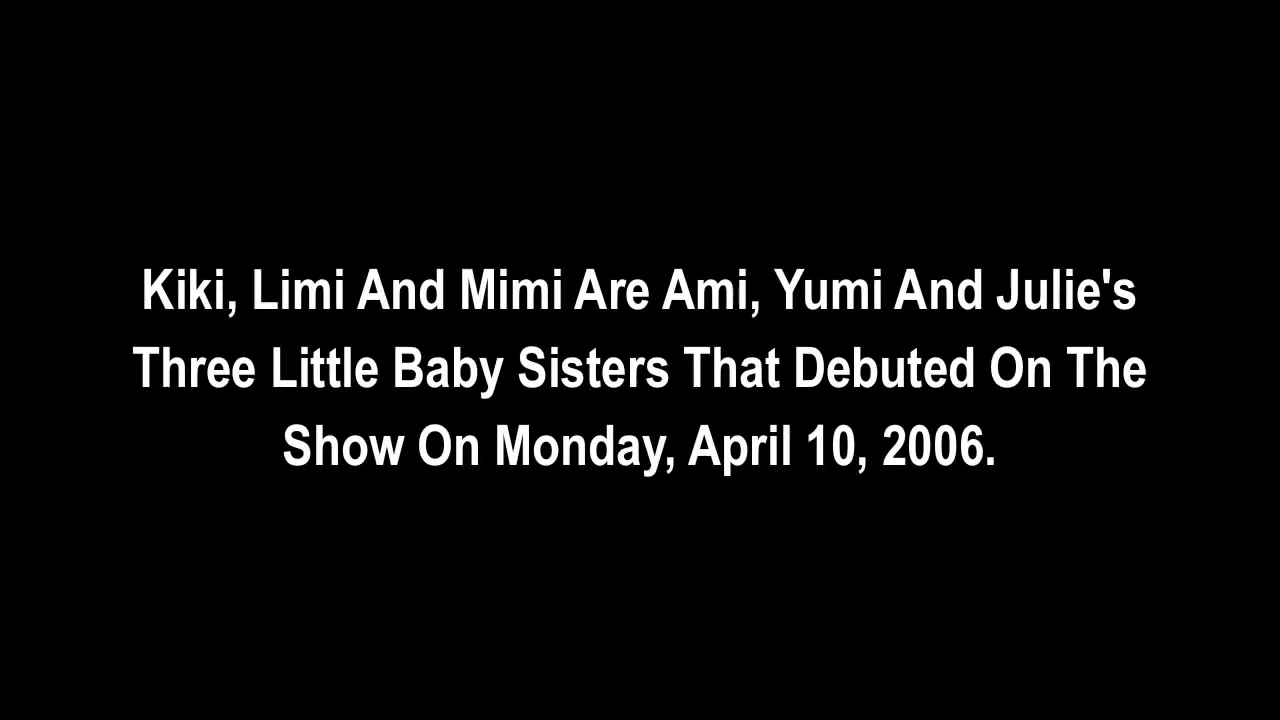 Kiki, Limi And Mimi Are Ami, Yumi And Julie's
Three Little Baby Sisters That Debuted On The
Show On Monday, April 10, 2006.